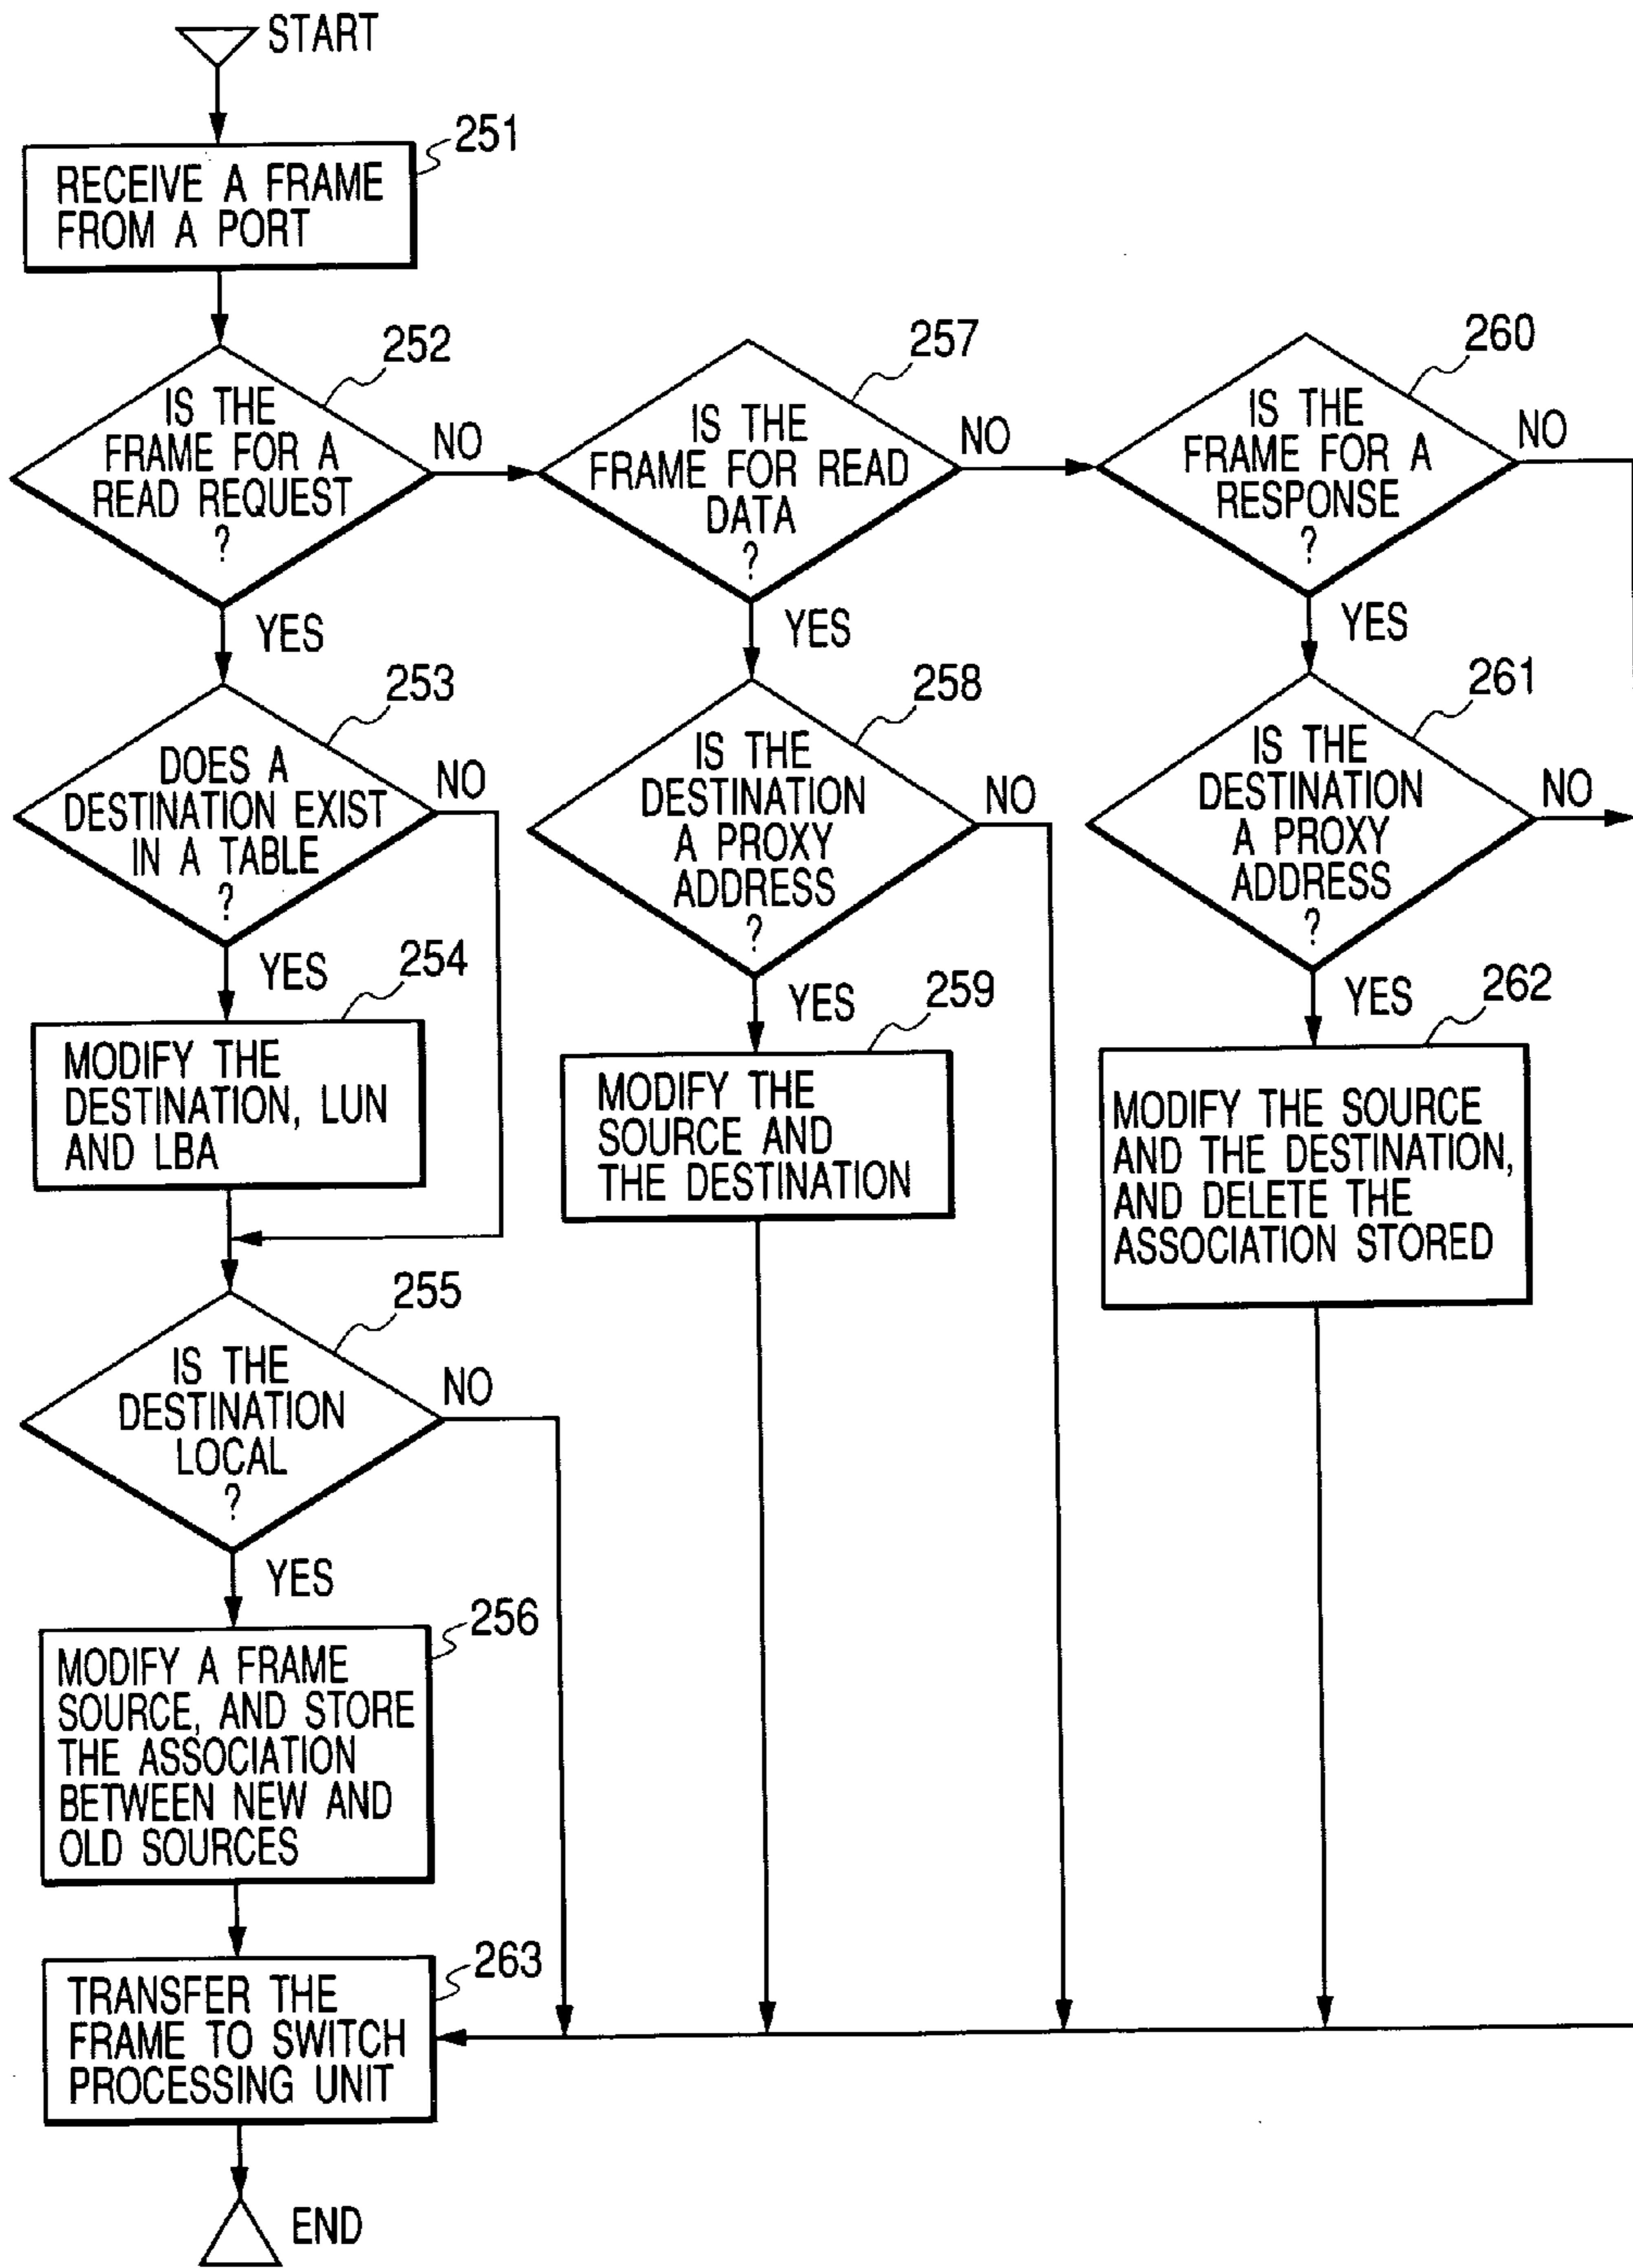 START
251
RECEIVE A FRAME
FROM A PORT
252
IS THE
FRAME FOR A
READ REQUEST
?
NO
YES
257
IS THE
FRAME FOR READ
DATA
?
NO
YES
260
IS THE
FRAME FOR A
RESPONSE
?
NO
YES
253
DOES A
DESTINATION EXIST
IN A TABLE
?
NO
YES
258
IS THE
DESTINATION
A PROXY
ADDRESS
?
NO
YES
261
IS THE
DESTINATION
A PROXY
ADDRESS
?
NO
YES
254
MODIFY THE
DESTINATION, LUN
AND LBA
259
MODIFY THE
SOURCE AND
THE DESTINATION
262
MODIFY THE SOURCE
AND THE DESTINATION,
AND DELETE THE
ASSOCIATION STORED
255
IS THE
DESTINATION
LOCAL
?
NO
YES
256
MODIFY A FRAME
SOURCE, AND STORE
THE ASSOCIATION
BETWEEN NEW AND
OLD SOURCES
263
TRANSFER THE
FRAME TO SWITCH
PROCESSING UNIT
END